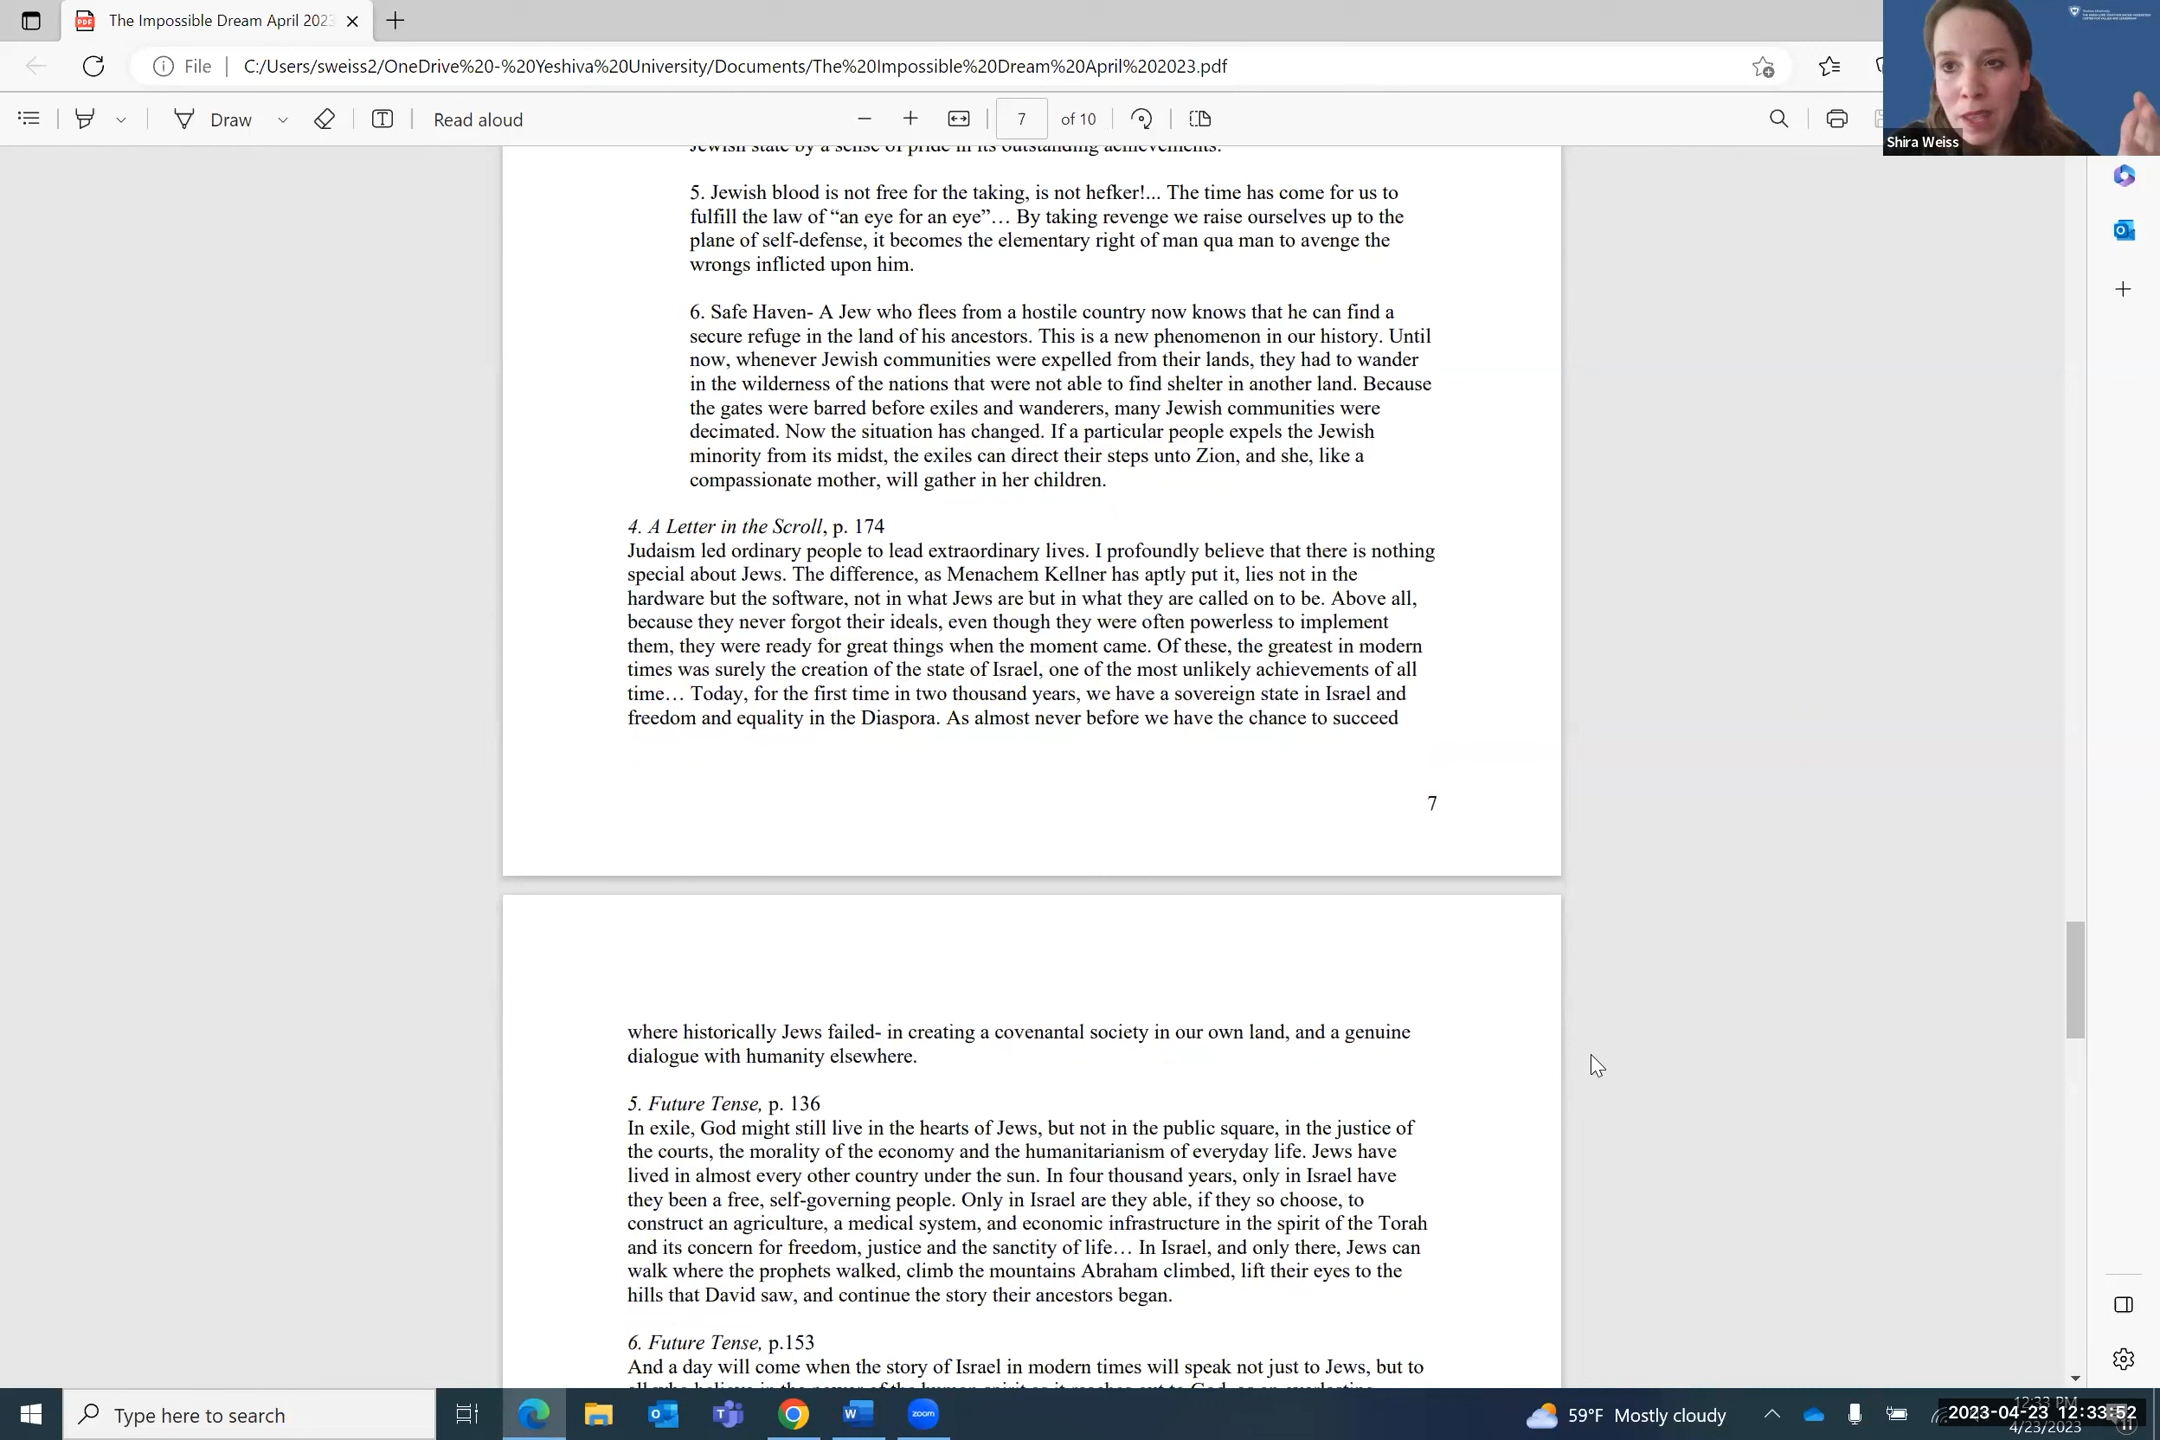 The Impossible Dream April 202
File
C:/Users/sweiss2/OneDrive%20-%20Yeshiva%20University/Documents/The%20Impossible%20Dream%20April%202023.pdf
Draw
Read aloud
7
of 10
Shira Weiss
Jewish state by a sense of pride in its outstanding achievements.
5. Jewish blood is not free for the taking, is not hefker!... The time has come for us to
fulfill the law of “an eye for an eye”… By taking revenge we raise ourselves up to the
plane of self-defense, it becomes the elementary right of man qua man to avenge the
wrongs inflicted upon him.
6. Safe Haven- A Jew who flees from a hostile country now knows that he can find a
secure refuge in the land of his ancestors. This is a new phenomenon in our history. Until
now, whenever Jewish communities were expelled from their lands, they had to wander
in the wilderness of the nations that were not able to find shelter in another land. Because
the gates were barred before exiles and wanderers, many Jewish communities were
decimated. Now the situation has changed. If a particular people expels the Jewish
minority from its midst, the exiles can direct their steps unto Zion, and she, like a
compassionate mother, will gather in her children.
4. A Letter in the Scroll, p. 174
Judaism led ordinary people to lead extraordinary lives. I profoundly believe that there is nothing
special about Jews. The difference, as Menachem Kellner has aptly put it, lies not in the
hardware but the software, not in what Jews are but in what they are called on to be. Above all,
because they never forgot their ideals, even though they were often powerless to implement
them, they were ready for great things when the moment came. Of these, the greatest in modern
times was surely the creation of the state of Israel, one of the most unlikely achievements of all
time… Today, for the first time in two thousand years, we have a sovereign state in Israel and
freedom and equality in the Diaspora. As almost never before we have the chance to succeed
7
where historically Jews failed- in creating a covenantal society in our own land, and a genuine
dialogue with humanity elsewhere.
5. Future Tense, p. 136
In exile, God might still live in the hearts of Jews, but not in the public square, in the justice of
the courts, the morality of the economy and the humanitarianism of everyday life. Jews have
lived in almost every other country under the sun. In four thousand years, only in Israel have
they been a free, self-governing people. Only in Israel are they able, if they so choose, to
construct an agriculture, a medical system, and economic infrastructure in the spirit of the Torah
and its concern for freedom, justice and the sanctity of life… In Israel, and only there, Jews can
walk where the prophets walked, climb the mountains Abraham climbed, lift their eyes to the
hills that David saw, and continue the story their ancestors began.
6. Future Tense, p.153
And a day will come when the story of Israel in modern times will speak not just to Jews, but to
Type here to search
59°F Mostly cloudy
12:33 PM
4/23/2023
2023-04-23 12:33:52